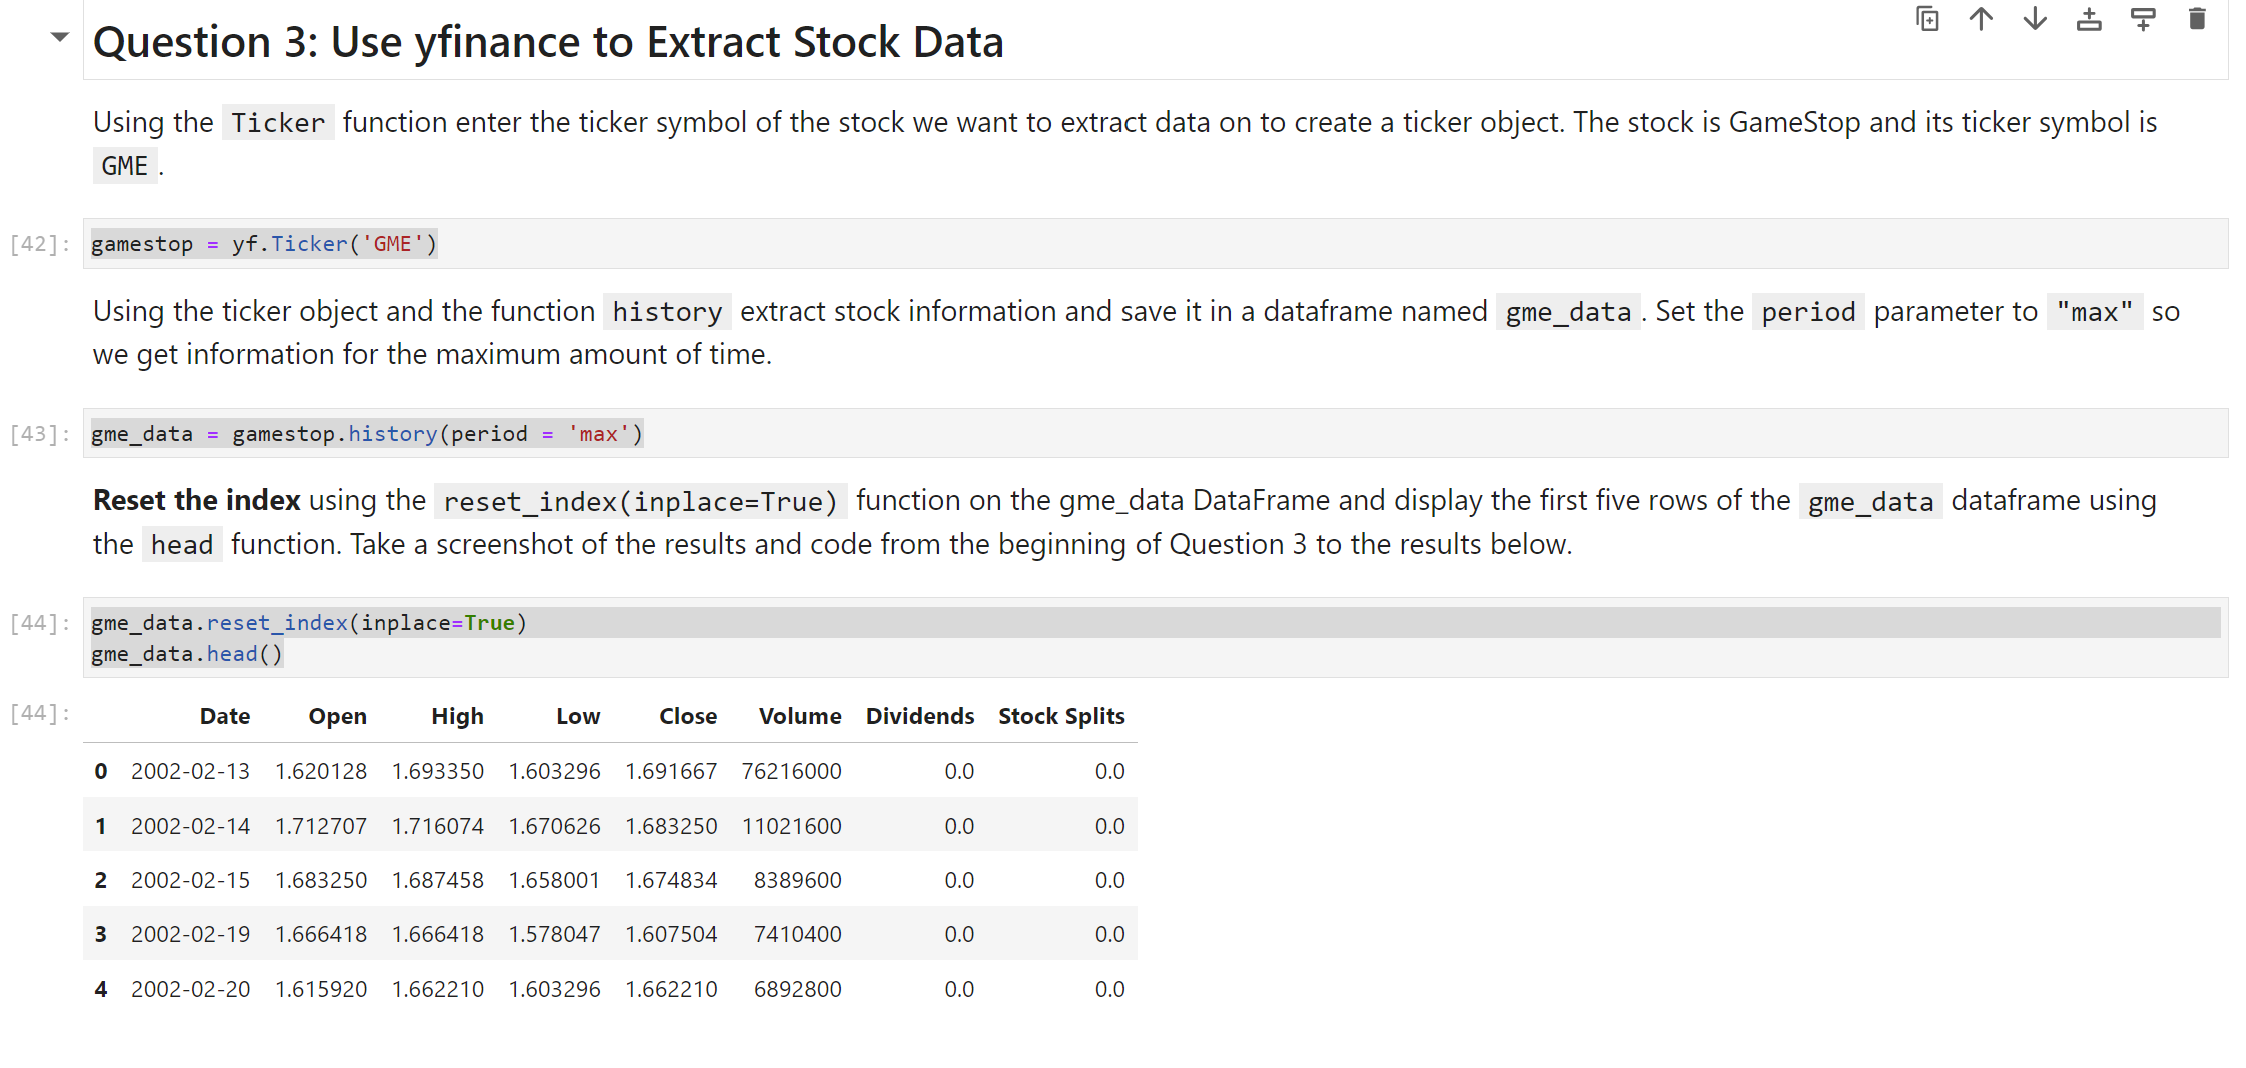 Question 3: Use yfinance to Extract Stock Data
Using the Ticker function enter the ticker symbol of the stock we want to extract data on to create a ticker object. The stock is GameStop and its ticker symbol is
GME .
[42]: gamestop = yf.Ticker('GME')
Using the ticker object and the function history extract stock information and save it in a dataframe named gme_data . Set the period parameter to "max" so
we get information for the maximum amount of time.
[43]: gme_data = gamestop.history(period = 'max')
Reset the index using the reset_index(inplace=True) function on the gme_data DataFrame and display the first five rows of the gme_data dataframe using
the head function. Take a screenshot of the results and code from the beginning of Question 3 to the results below.
[44]: gme_data.reset_index(inplace=True)
gme_data.head()
[44]: Date Open High Low Close Volume Dividends Stock Splits
0 2002-02-13 1.620128 1.693350 1.603296 1.691667 76216000 0.0 0.0
1 2002-02-14 1.712707 1.716074 1.670626 1.683250 11021600 0.0 0.0
2 2002-02-15 1.683250 1.687458 1.658001 1.674834 8389600 0.0 0.0
3 2002-02-19 1.666418 1.666418 1.578047 1.607504 7410400 0.0 0.0
4 2002-02-20 1.615920 1.662210 1.603296 1.662210 6892800 0.0 0.0